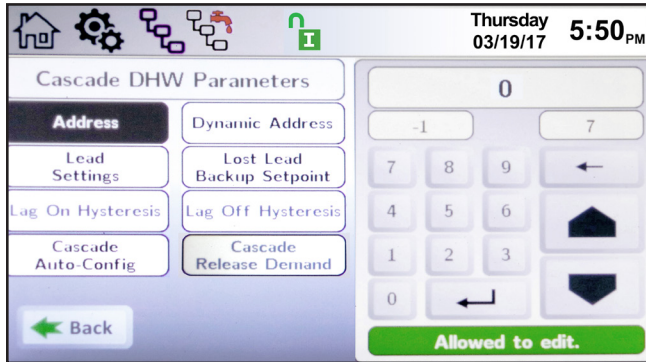 I
Thursday
03/19/17
5:50 PM
Cascade DHW Parameters
0
Address
Dynamic Address
-1
7
Lead
Settings
Lost Lead
Backup Setpoint
7
8
9
Lag On Hysteresis
Lag Off Hysteresis
4
5
6
Cascade
Auto-Config
Cascade
Release Demand
1
2
3
0
Back
Allowed to edit.